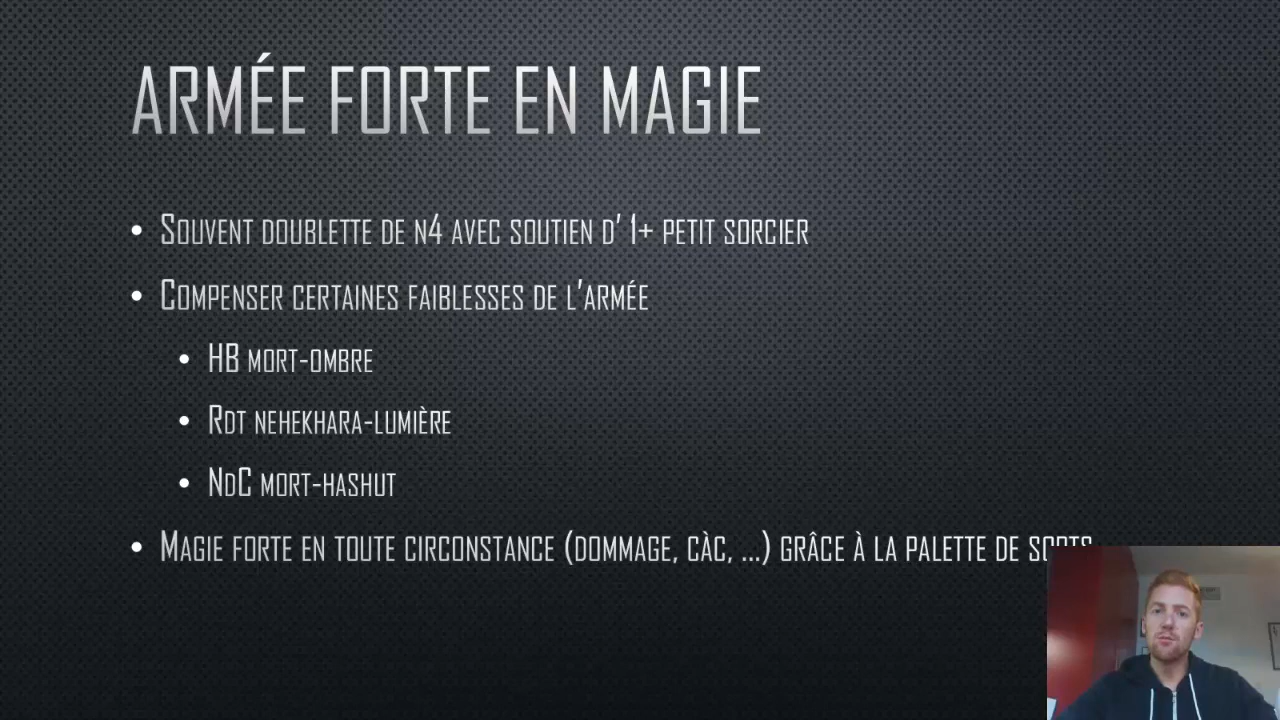 ARMÉE FORTE EN MAGIE
• SOUVENT DOUBLETTE DE N4 AVEC SOUTIEN D' 1+ PETIT SORCIER
• COMPENSER CERTAINES FAIBLESSES DE L'ARMÉE
• HB MORT-OMBRE
• RDT NEHEKHARA-LUMIÈRE
• NDC MORT-HASHUT
• MAGIE FORTE EN TOUTE CIRCONSTANCE (DOMMAGE, CÀC, ...) GRÂCE À LA PALETTE DE SORTS